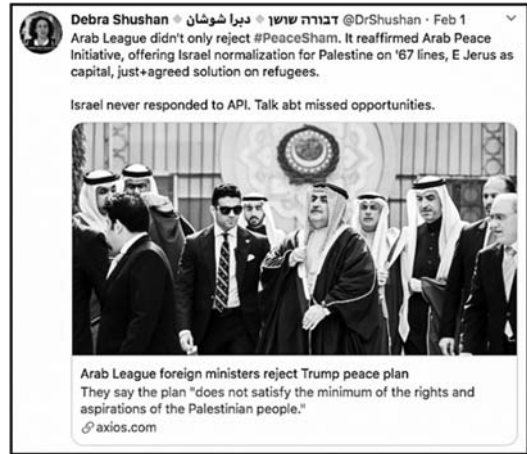 Debra Shushan דבורה שושן دبرا شوشان @DrShushan · Feb 1
Arab League didn't only reject #PeaceSham. It reaffirmed Arab Peace
Initiative, offering Israel normalization for Palestine on '67 lines, E Jerus as
capital, just+agreed solution on refugees.
Israel never responded to API. Talk abt missed opportunities.
Arab League foreign ministers reject Trump peace plan
They say the plan "does not satisfy the minimum of the rights and
aspirations of the Palestinian people."
axios.com